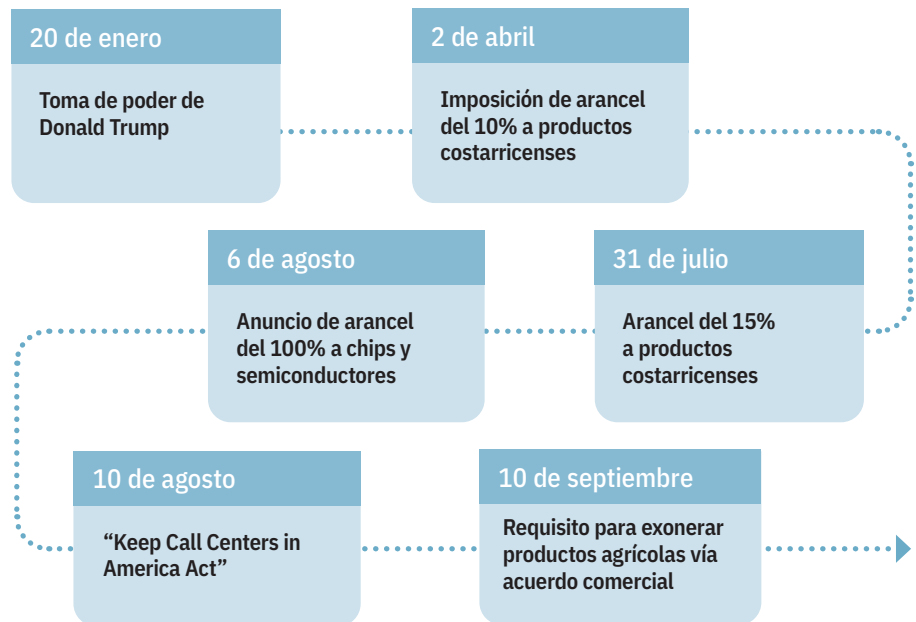 20 de enero
Toma de poder de
Donald Trump
2 de abril
Imposición de arancel
del 10% a productos
costarricenses
31 de julio
Arancel del 15%
a productos
costarricenses
6 de agosto
Anuncio de arancel
del 100% a chips y
semiconductores
10 de agosto
“Keep Call Centers in
America Act”
10 de septiembre
Requisito para exonerar
productos agrícolas vía
acuerdo comercial